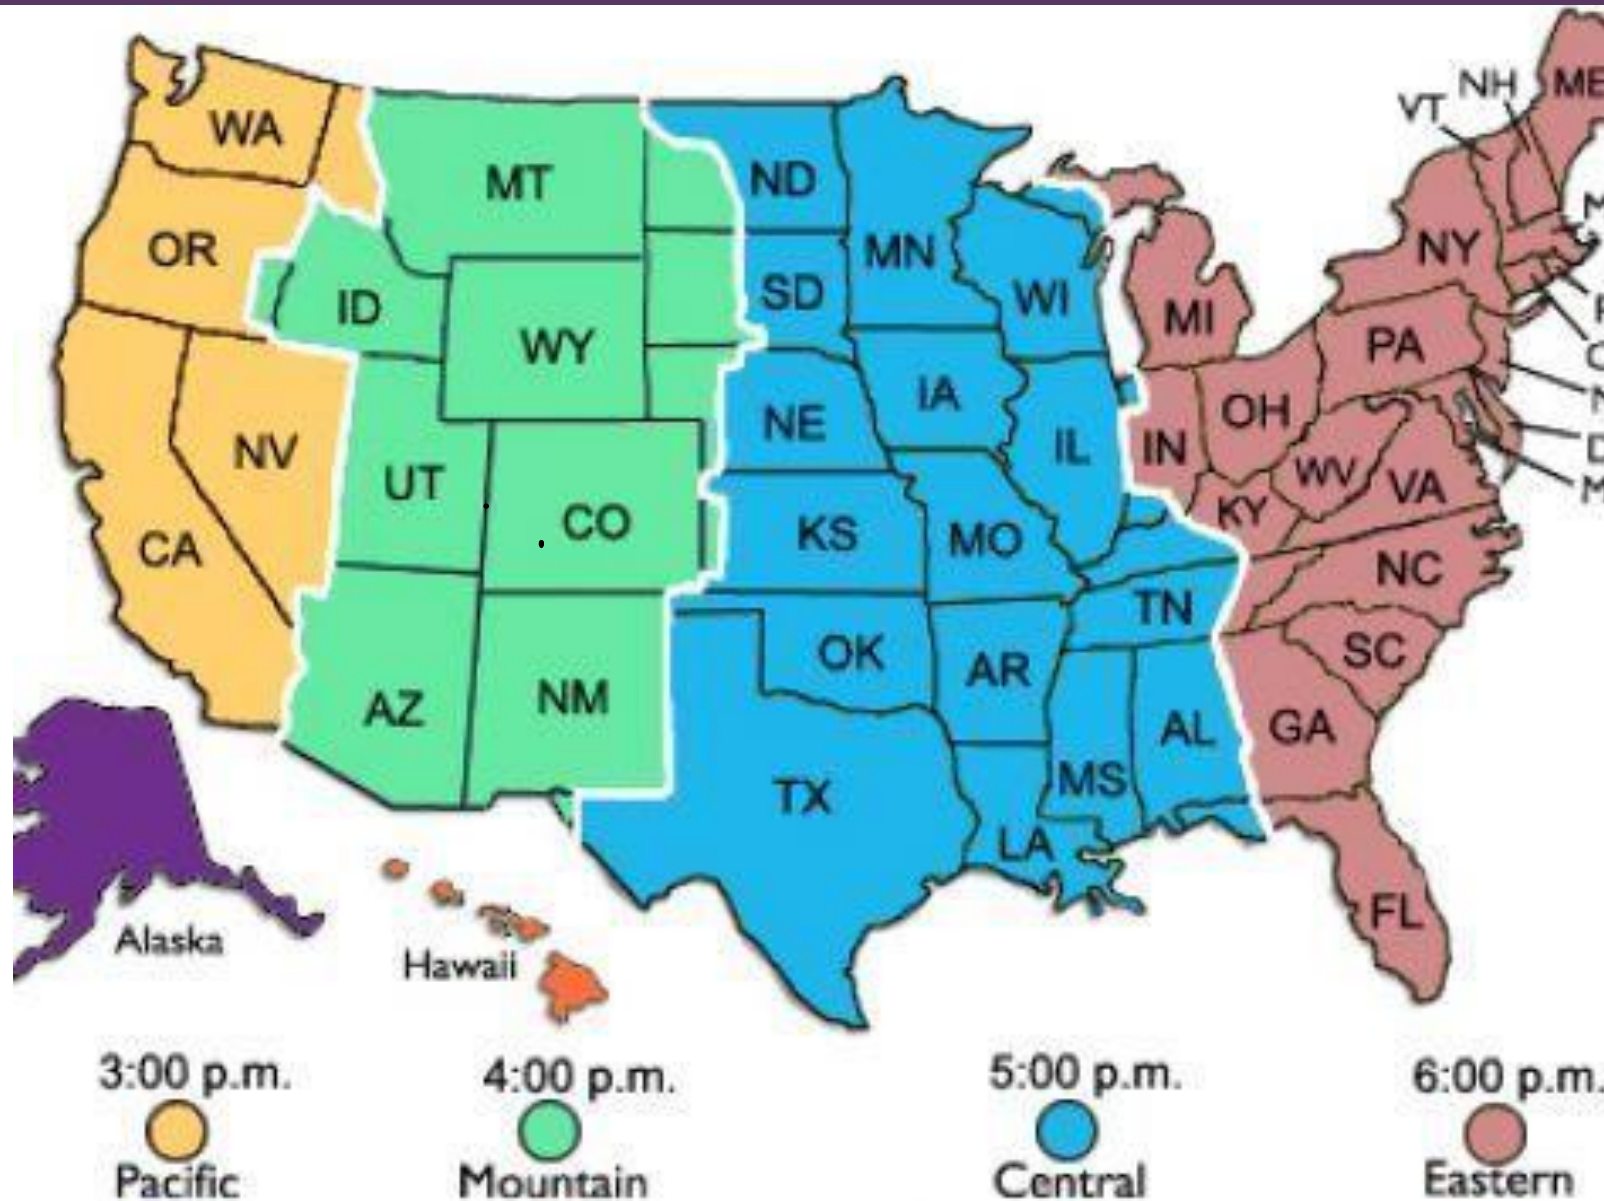 NH
ME
VT
WA
MT
ND
OR
MN
NY
ID
SD
WI
MI
WY
PA
IA
NE
OH
NV
IL
IN
UT
WV
VA
CO
KS
MO
KY
CA
NC
TN
OK
SC
AZ
NM
AR
GA
AL
TX
MS
LA
FL
Alaska
Hawaii
3:00 p.m. 4:00 p.m. 5:00 p.m. 6:00 p.m.
Pacific Mountain Central Eastern